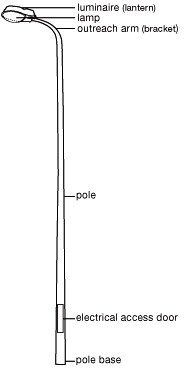 luminaire (lantern)
lamp
outreach arm (bracket)
pole
electrical access door
pole base